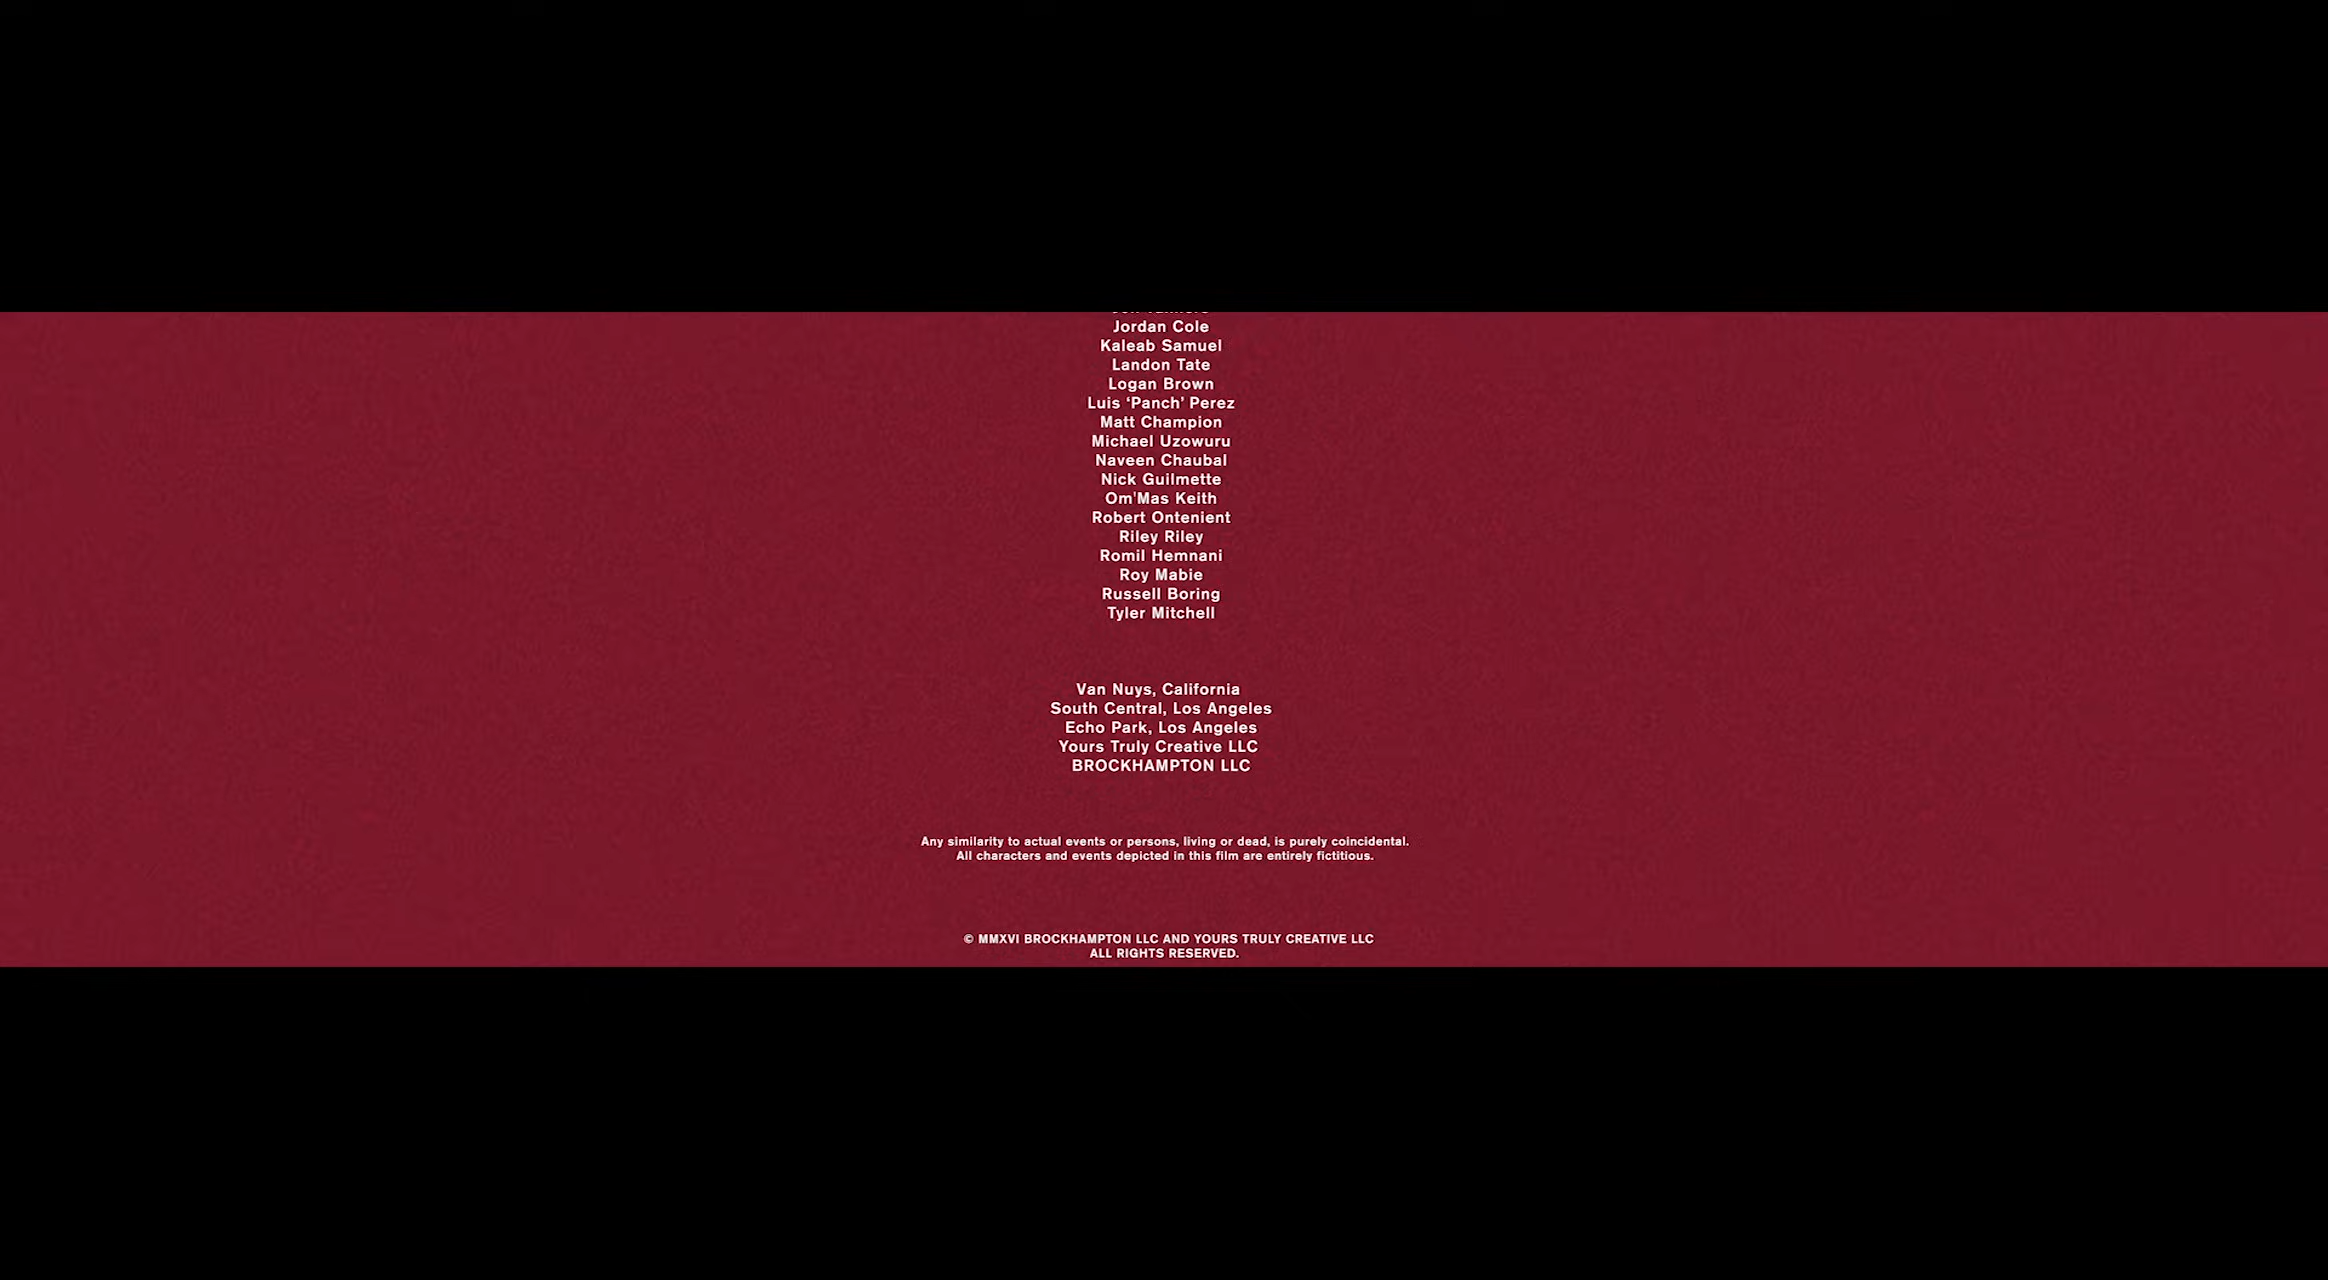 Jordan Cole
Kaleab Samuel
Landon Tate
Logan Brown
Luis ‘Panch’ Perez
Matt Champion
Michael Uzowuru
Naveen Chaubal
Nick Guilmette
Om'Mas Keith
Robert Ontenient
Riley Riley
Romil Hemnani
Roy Mabie
Russell Boring
Tyler Mitchell
Van Nuys, California
South Central, Los Angeles
Echo Park, Los Angeles
Yours Truly Creative LLC
BROCKHAMPTON LLC
Any similarity to actual events or persons, living or dead, is purely coincidental.
All characters and events depicted in this film are entirely fictitious.
© MMXVI BROCKHAMPTON LLC AND YOURS TRULY CREATIVE LLC
ALL RIGHTS RESERVED.